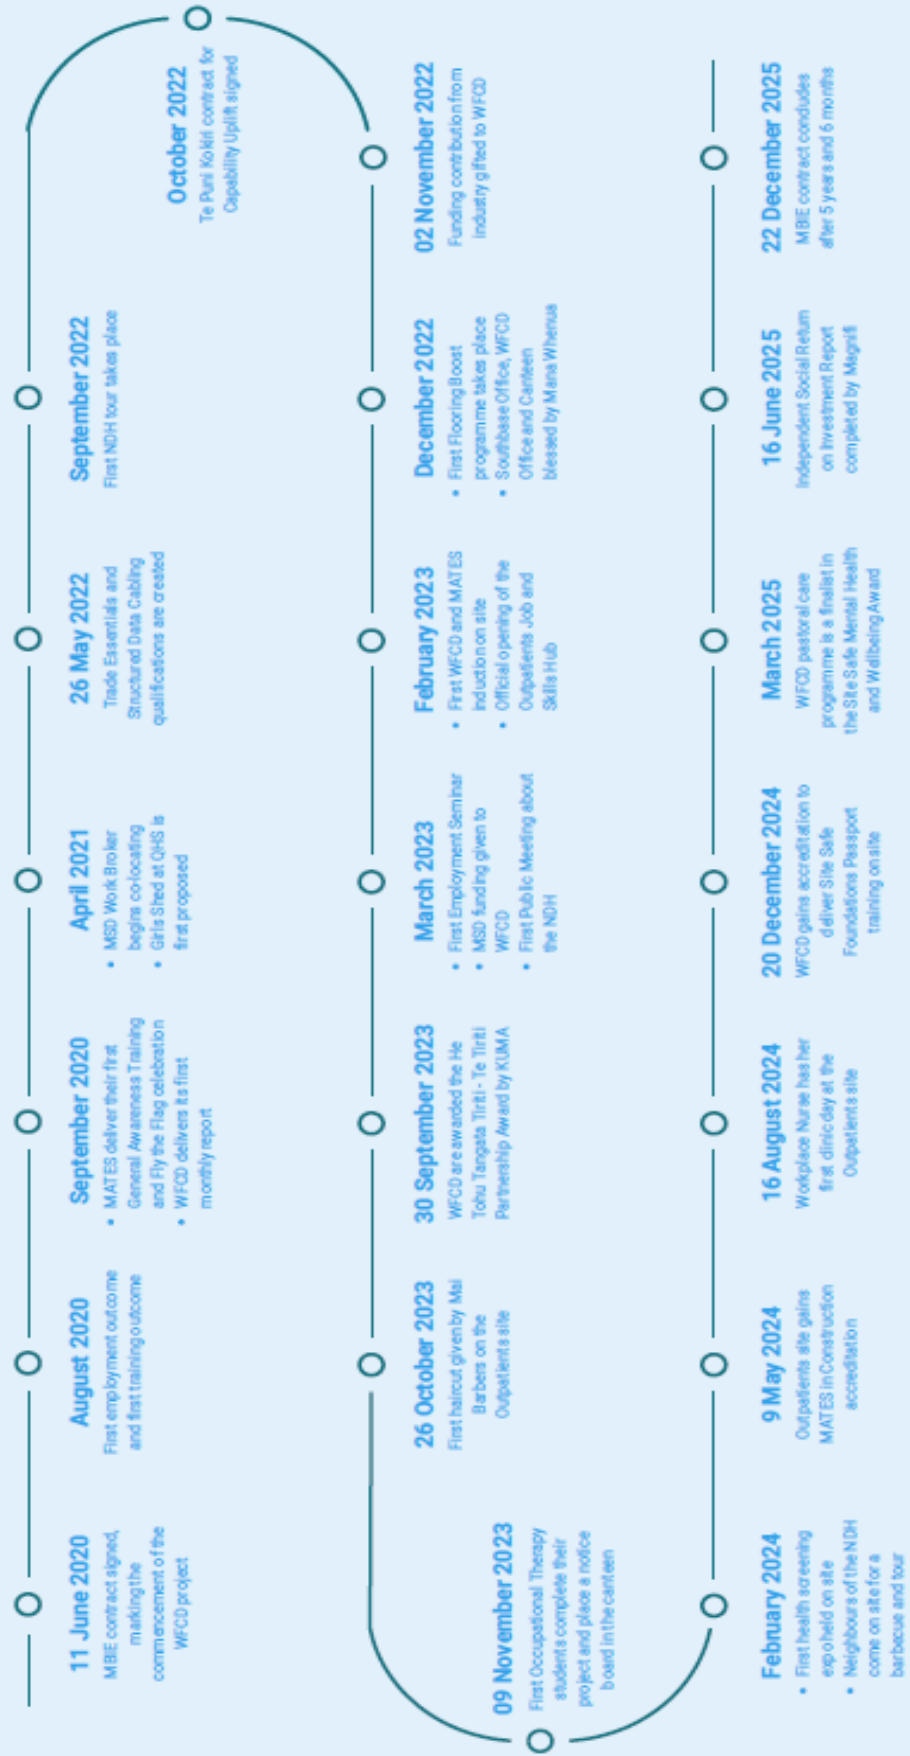 11 June 2020
MBIE contract signed,
marking the
commencement of the
WFCD project
August 2020
First employment outcome
and first training outcome
September 2020
• MATES deliver their first
General Awareness Training
and Fly the Flag celebration
• WFCD delivers its first
monthly report
April 2021
• MSD Work Broker
begins co-locating
• Girls Shed at QHS is
first proposed
26 May 2022
Trade Essentials and
Structured Data Cabling
qualifications are created
September 2022
First NDH tour takes place
October 2022
Te Puni Kokiri contract for
Capability Uplift signed
02 November 2022
Funding contribution from
industry gifted to WFCD
December 2022
• First Flooring Boost
programme takes place
• Southbase Office, WFCD
Office and Canteen
blessed by Mana Whenua
February 2023
• First WFCD and MATES
induction on site
• Official opening of the
Outpatients Job and
Skills Hub
March 2023
• First Employment Seminar
• MSD funding given to
WFCD
• First Public Meeting about
the NDH
30 September 2023
WFCD are awarded the He
Tohu Tangata Tiriti - Te Tiriti
Partnership Award by KUMA
26 October 2023
First haircut given by Mai
Barbers on the
Outpatients site
09 November 2023
First Occupational Therapy
students complete their
project and place a notice
board in the canteen
February 2024
• First health screening
expo held on site
• Neighbours of the NDH
come on site for a
barbecue and tour
9 May 2024
Outpatients site gains
MATES in Construction
accreditation
16 August 2024
Workplace Nurse has her
first clinic day at the
Outpatients site
20 December 2024
WFCD gains accreditation to
deliver Site Safe
Foundations Passport
training on site
March 2025
WFCD pastoral care
programme is a finalist in
the Site Safe Mental Health
and Wellbeing Award
16 June 2025
Independent Social Return
on Investment Report
completed by Magnifi
22 December 2025
MBIE contract concludes
after 5 years and 6 months